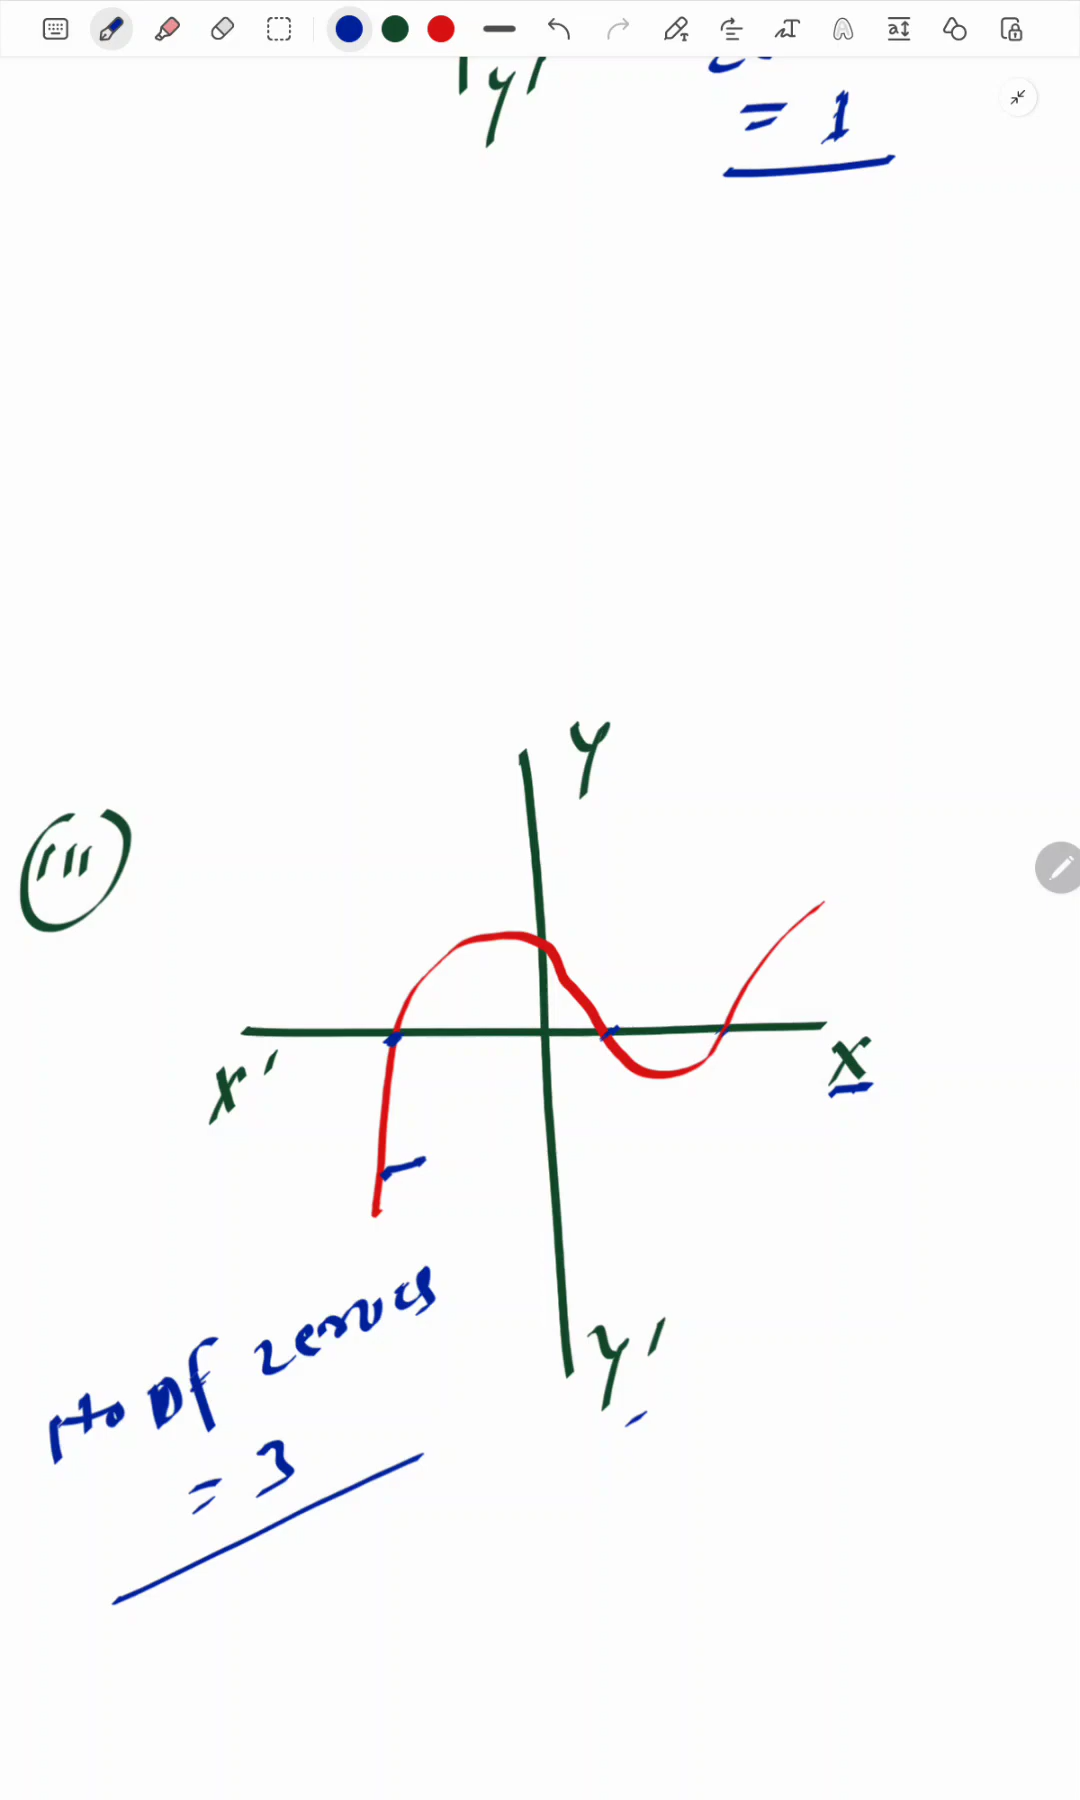 y'
= 1
(iii)
Y
X'
X
y'
No of zeroes
= 3